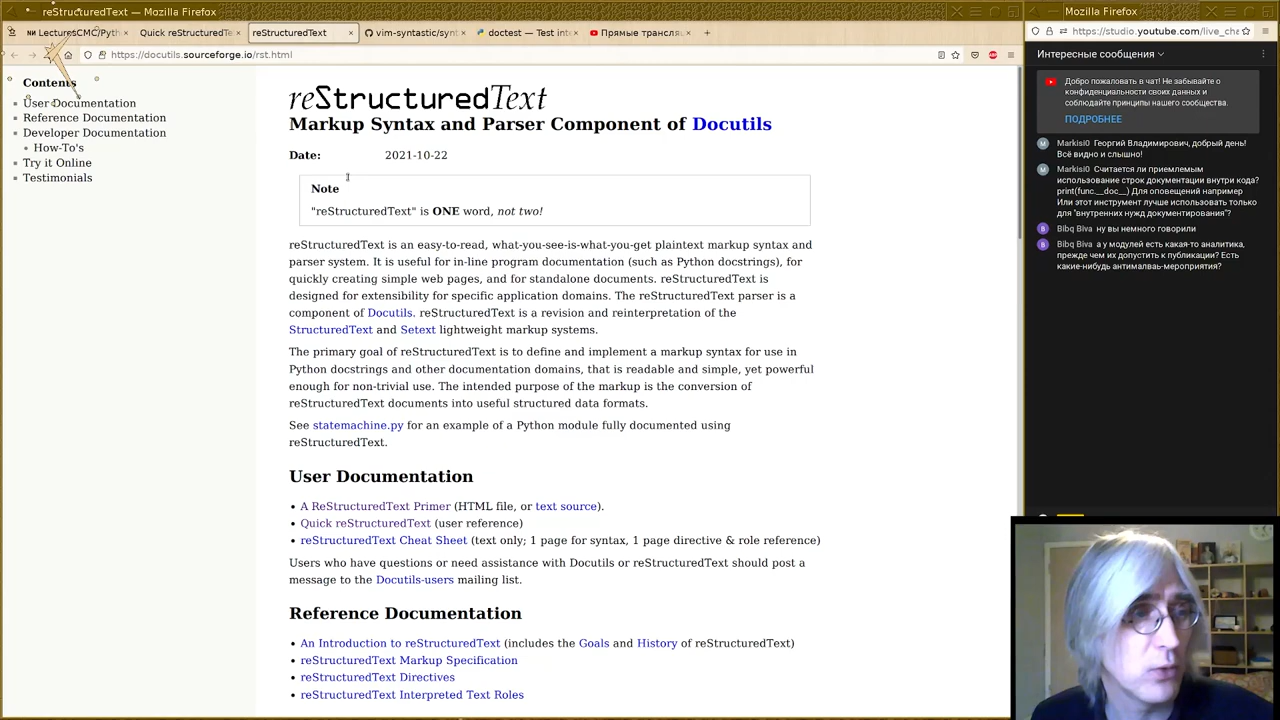 reStructuredText — Mozilla Firefox
LecturesCMC/Pyth
Quick reStructuredTe
reStructuredText
vim-syntastic/synt
doctest — Test inte
Прямые трансляц
https://docutils.sourceforge.io/rst.html
Contents
User Documentation
Reference Documentation
Developer Documentation
How-To's
Try it Online
Testimonials
reStructuredText
Markup Syntax and Parser Component of Docutils
Date: 2021-10-22
Note
"reStructuredText" is ONE word, not two!
reStructuredText is an easy-to-read, what-you-see-is-what-you-get plaintext markup syntax and
parser system. It is useful for in-line program documentation (such as Python docstrings), for
quickly creating simple web pages, and for standalone documents. reStructuredText is
designed for extensibility for specific application domains. The reStructuredText parser is a
component of Docutils. reStructuredText is a revision and reinterpretation of the
StructuredText and Setext lightweight markup systems.
The primary goal of reStructuredText is to define and implement a markup syntax for use in
Python docstrings and other documentation domains, that is readable and simple, yet powerful
enough for non-trivial use. The intended purpose of the markup is the conversion of
reStructuredText documents into useful structured data formats.
See statemachine.py for an example of a Python module fully documented using
reStructuredText.
User Documentation
• A ReStructuredText Primer (HTML file, or text source).
• Quick reStructuredText (user reference)
• reStructuredText Cheat Sheet (text only; 1 page for syntax, 1 page directive & role reference)
Users who have questions or need assistance with Docutils or reStructuredText should post a
message to the Docutils-users mailing list.
Reference Documentation
• An Introduction to reStructuredText (includes the Goals and History of reStructuredText)
• reStructuredText Markup Specification
• reStructuredText Directives
• reStructuredText Interpreted Text Roles
Mozilla Firefox
https://studio.youtube.com/live_cha
Интересные сообщения
Добро пожаловать в чат! Не забывайте о
конфиденциальности своих данных и
соблюдайте принципы нашего сообщества.
ПОДРОБНЕЕ
M Markisi0 Георгий Владимирович, добрый день!
Всё видно и слышно!
M Markisi0 Считается ли приемлемым
использование строк документации внутри кода?
print(func.__doc__) Для оповещений например
Или этот инструмент лучше использовать только
для "внутренних нужд документирования"?
B Bibq Biva ну вы немного говорили
B Bibq Biva а у модулей есть какая-то аналитика,
прежде чем их допустить к публикации? Есть
какие-нибудь антималварь-мероприятия?